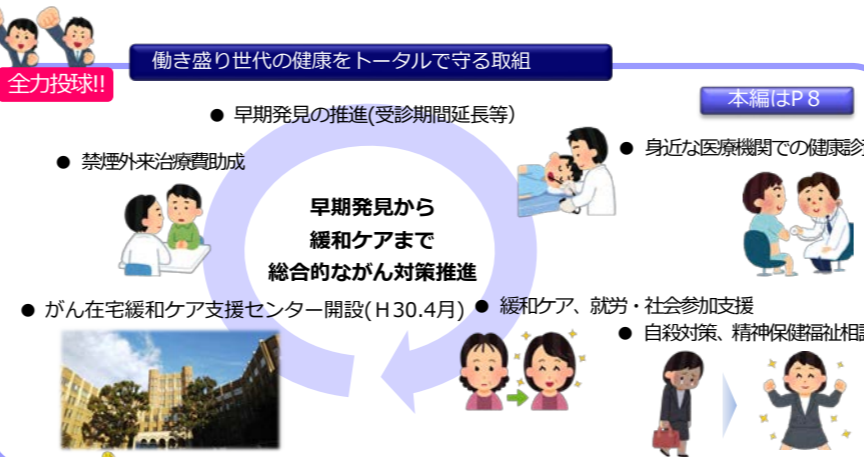 働き盛り世代の健康をトータルで守る取組
全力投球!!
本編はP８
● 早期発見の推進(受診期間延長等)
● 身近な医療機関での健康診
● 禁煙外来治療費助成
早期発見から
緩和ケアまで
総合的ながん対策推進
● がん在宅緩和ケア支援センター開設(Ｈ30.4月)
● 緩和ケア、就労・社会参加支援
● 自殺対策、精神保健福祉相